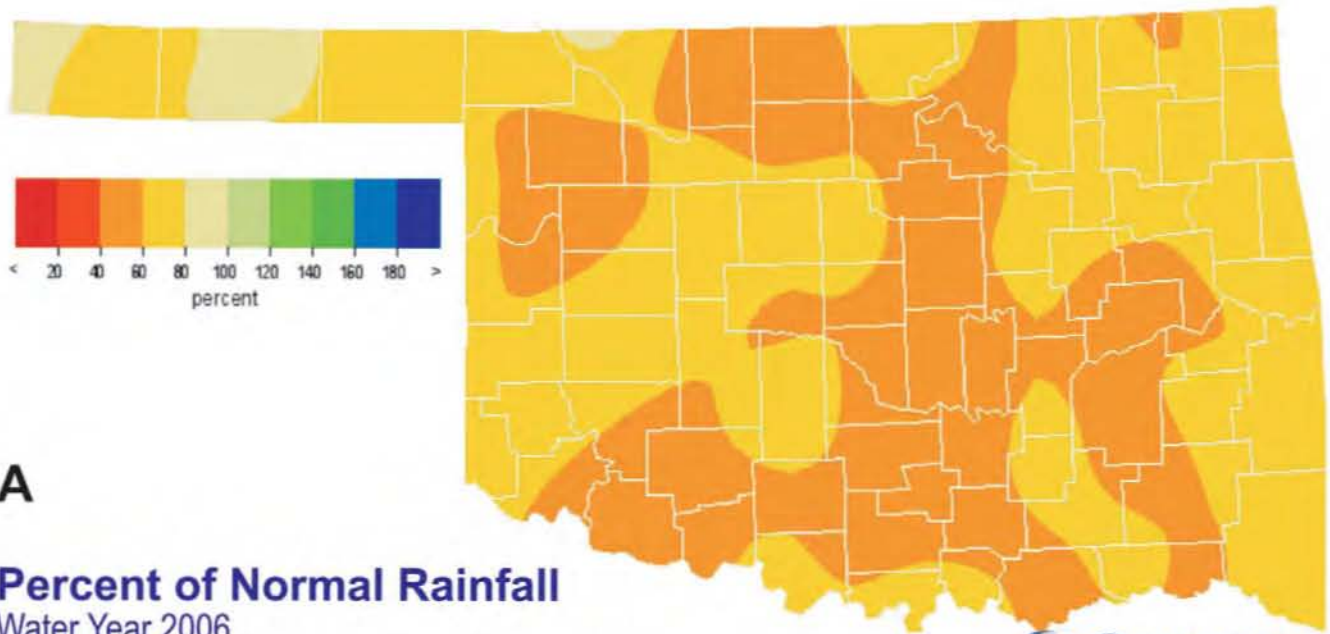 < 20 40 60 80 100 120 140 160 180 >
percent
A
Percent of Normal Rainfall
Water Year 2006